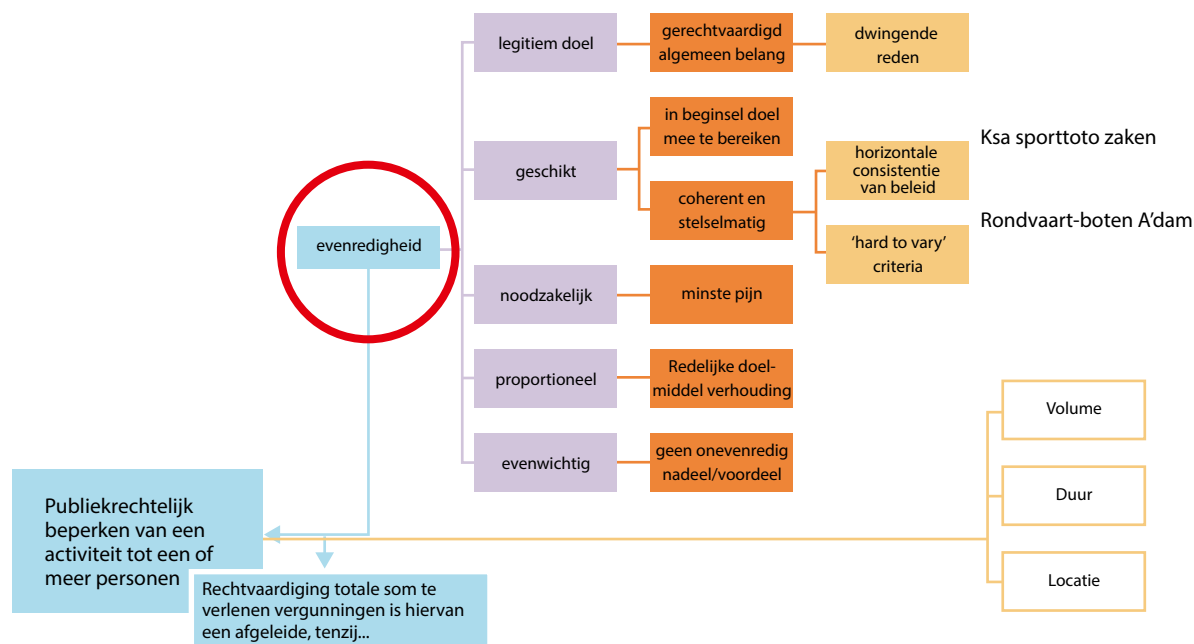 legitiem doel
gerechtvaardigd
algemeen belang
dwingende
reden
in beginsel doel
mee te bereiken
Ksa sporttoto zaken
geschikt
horizontale
consistentie
van beleid
coherent en
stelselmatig
Rondvaart-boten A'dam
'hard to vary'
criteria
evenredigheid
noodzakelijk
minste pijn
proportioneel
Redelijke doel-
middel verhouding
evenwichtig
geen onevenredig
nadeel/voordeel
Volume
Duur
Locatie
Publiekrechtelijk
beperken van een
activiteit tot een of
meer personen
Rechtvaardiging totale som te
verlenen vergunningen is hiervan
een afgeleide, tenzij...